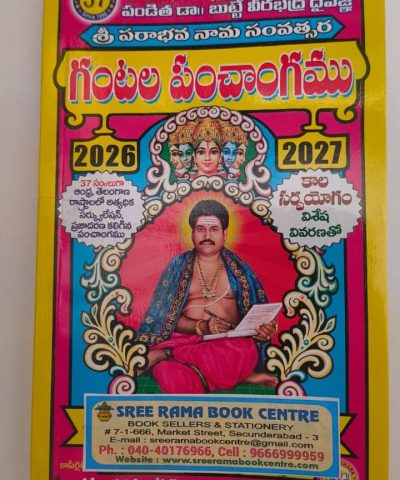 37
పండిత డా॥ బుట్టే వీరభద్ర దైవజ్ఞ
శ్రీ పరాభవ నామ సంవత్సర
గంటల పంచాంగము
2026
2027
37 సం॥లుగా
ఆంధ్ర, తెలంగాణ
రాష్ట్రాలలో అత్యధిక
సర్క్యులేషన్,
ప్రజాదరణ కలిగిన
పంచాంగము
కాల
సర్పయోగం
విశేష
వివరణతో
SREE RAMA BOOK CENTRE
BOOK SELLERS & STATIONERY
# 7-1-666, Market Street, Secunderabad - 3
E-mail : sreeramabookcentre@gmail.com
Ph. : 040-40176966, Cell : 9666999959
Website : www.sreeramabookcentre.com